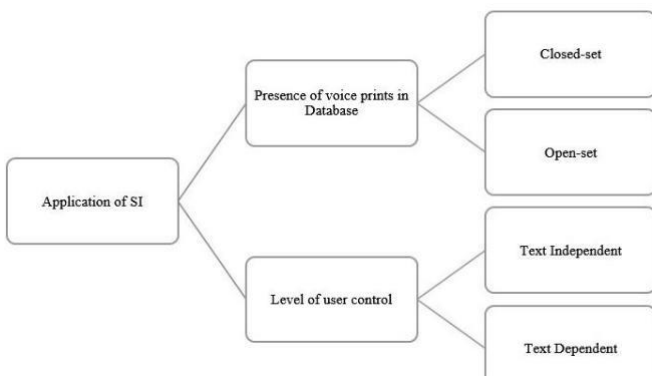 Closed-set
Presence of voice prints in
Database
Open-set
Application of SI
Text Independent
Level of user control
Text Dependent